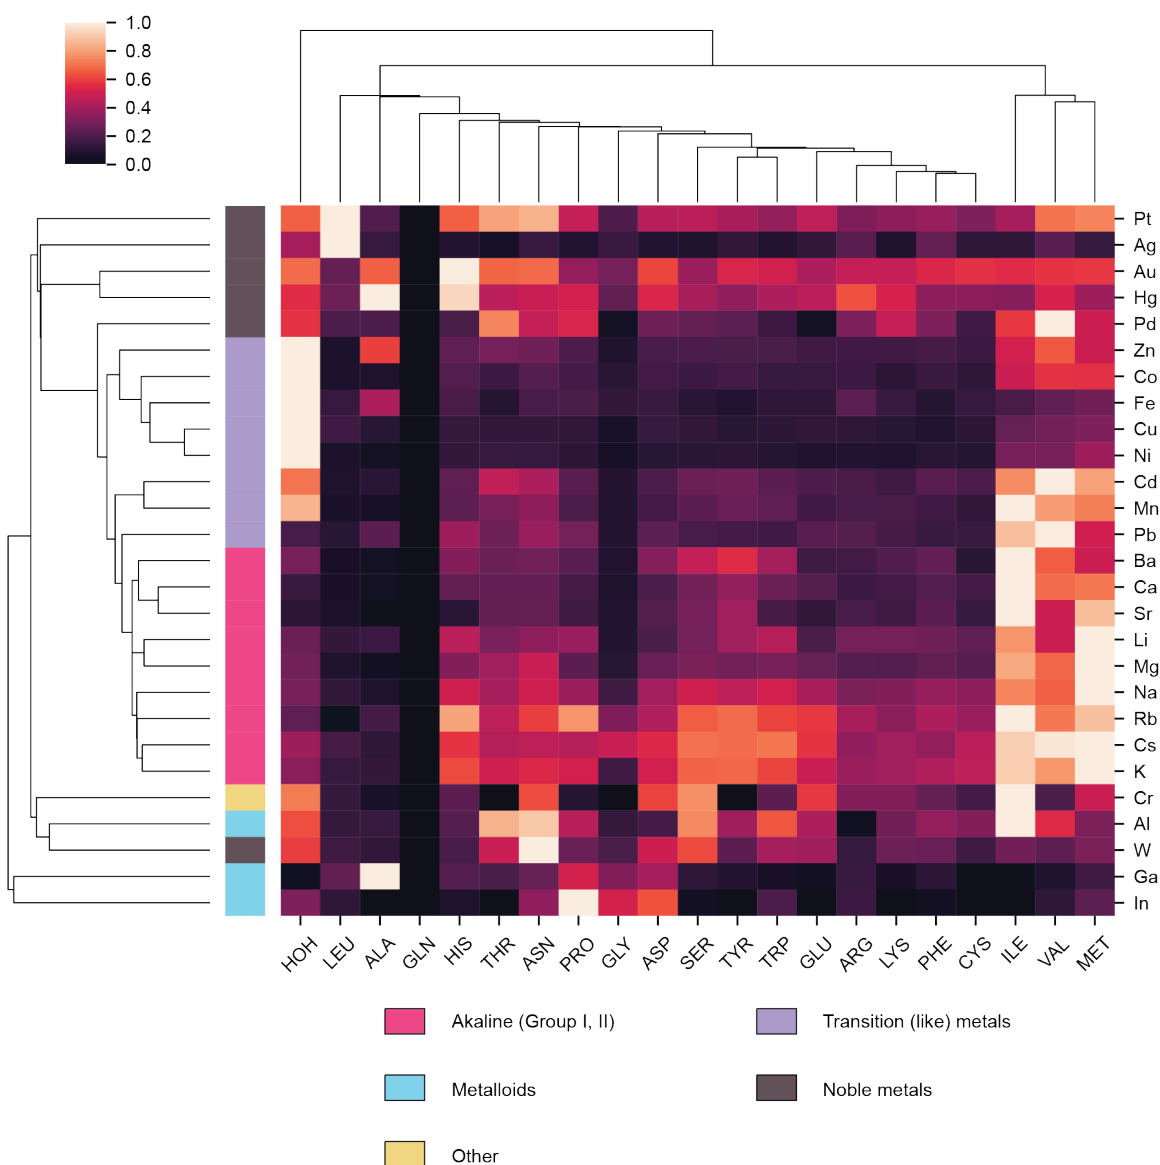 1.0
0.8
0.6
0.4
0.2
0.0
Pt
Ag
Au
Hg
Pd
Zn
Co
Fe
Cu
Ni
Cd
Mn
Pb
Ba
Ca
Sr
Li
Mg
Na
Rb
Cs
K
Cr
Al
W
Ga
In
HOH LEU ALA GLN HIS THR ASN PRO GLY ASP SER TYR TRP GLU ARG LYS PHE CYS ILE VAL MET
Akaline (Group I, II) Transition (like) metals
Metalloids Noble metals
Other